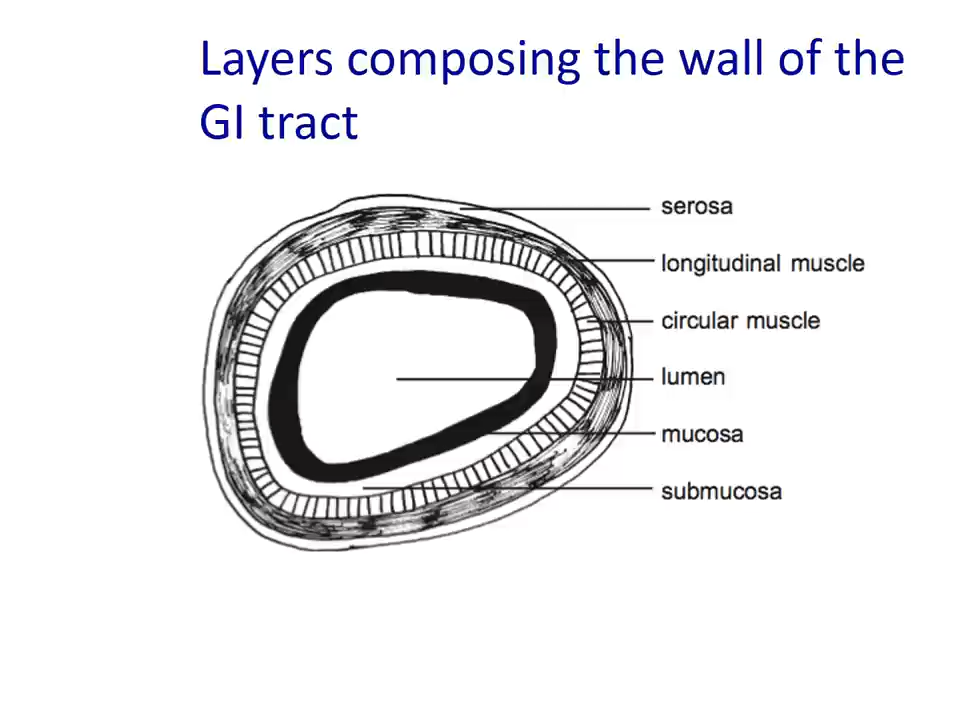 Layers composing the wall of the
GI tract
serosa
longitudinal muscle
circular muscle
lumen
mucosa
submucosa